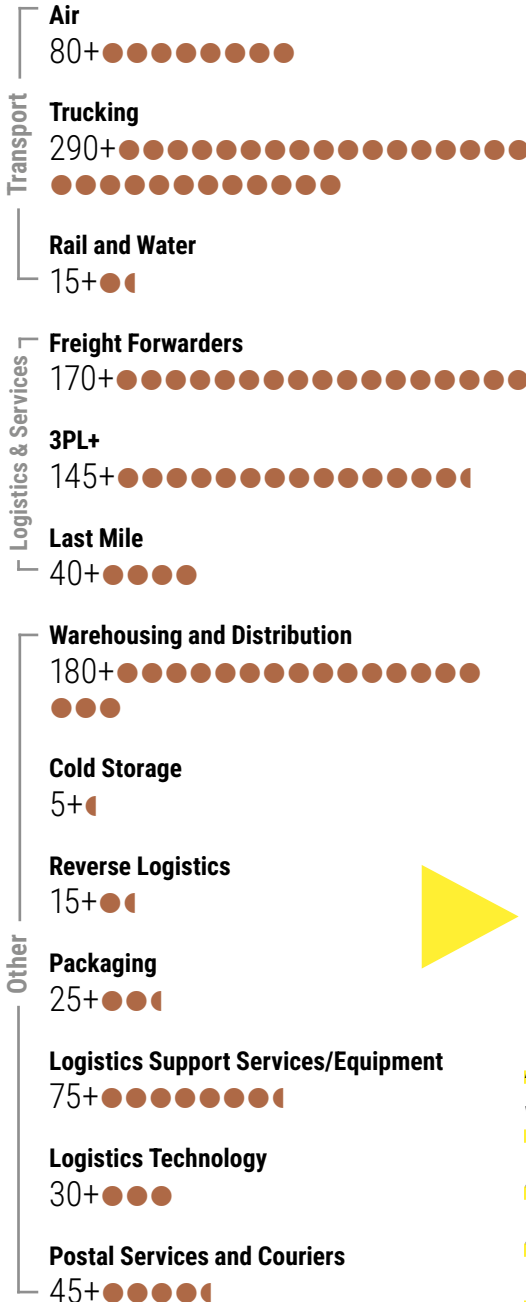 Transport
Air
80+
Trucking
290+
Rail and Water
15+
Logistics & Services
Freight Forwarders
170+
3PL+
145+
Last Mile
40+
Other
Warehousing and Distribution
180+
Cold Storage
5+
Reverse Logistics
15+
Packaging
25+
Logistics Support Services/Equipment
75+
Logistics Technology
30+
Postal Services and Couriers
45+